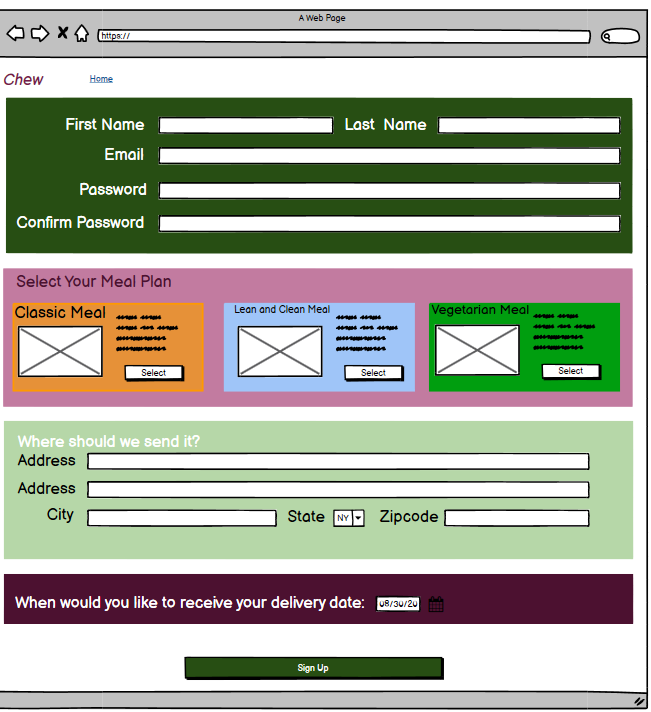 A Web Page
https://
Chew Home
First Name Last Name
Email
Password
Confirm Password
Select Your Meal Plan
Classic Meal Lean and Clean Meal Vegetarian Meal
Select Select Select
Where should we send it?
Address
Address
City State NY Zipcode
When would you like to receive your delivery date: 08/30/20
Sign Up